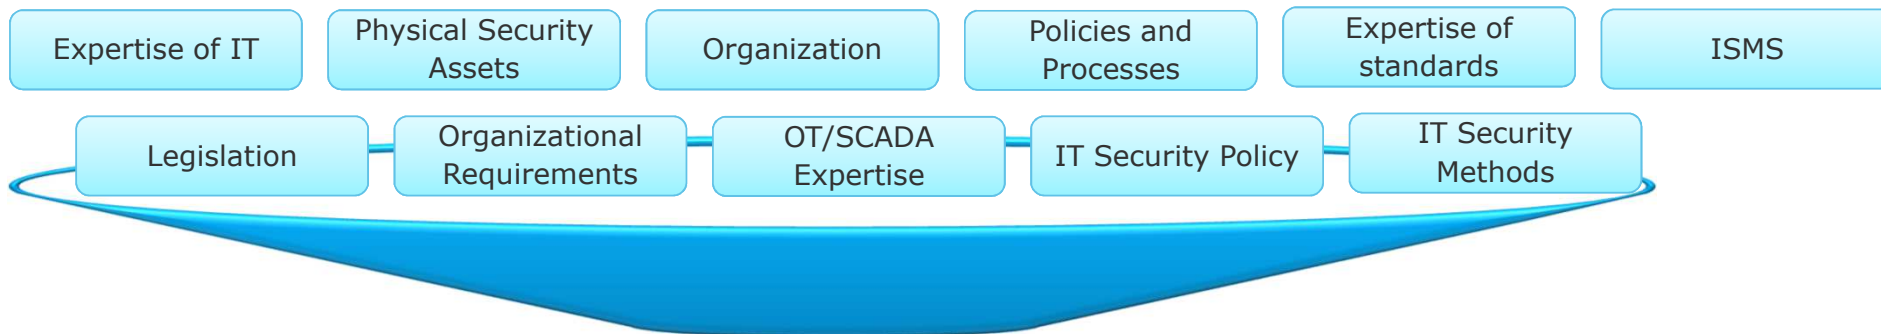 Expertise of IT
Physical Security
Assets
Organization
Policies and
Processes
Expertise of
standards
ISMS
Legislation
Organizational
Requirements
OT/SCADA
Expertise
IT Security Policy
IT Security
Methods